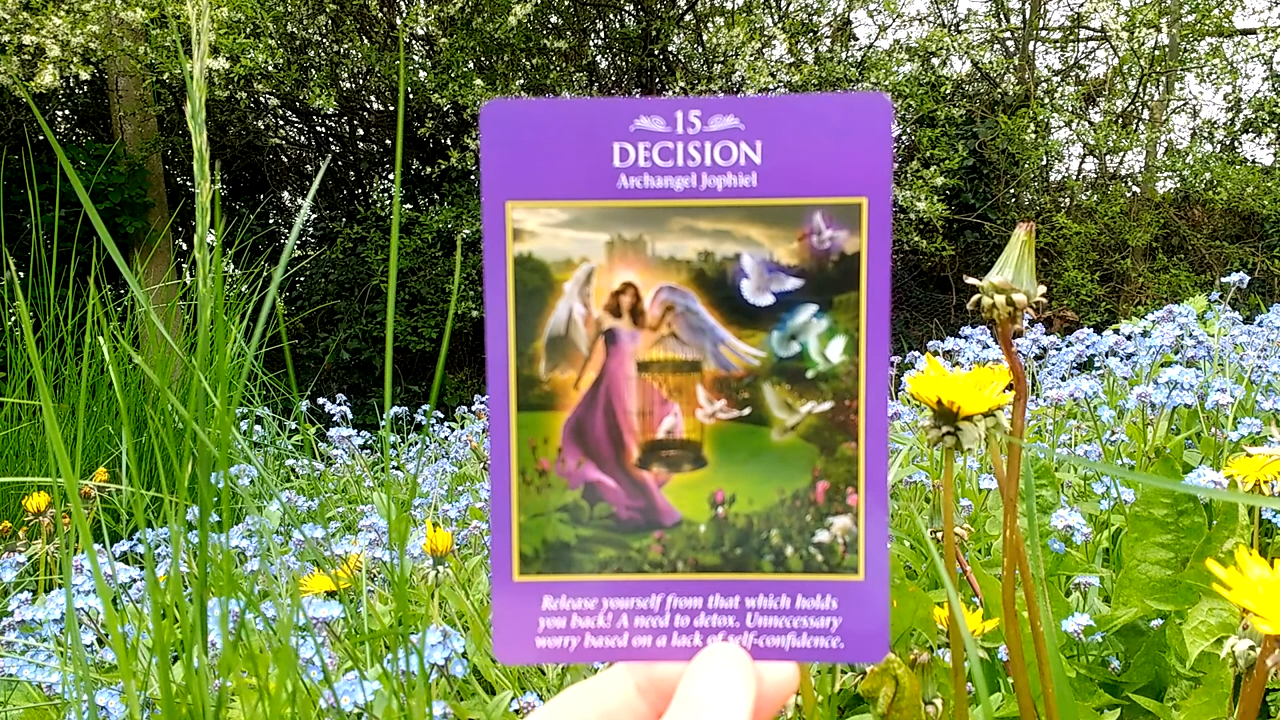 15
DECISION
Archangel Jophiel
Release yourself from that which holds
you back! A need to detox. Unnecessary
worry based on a lack of self-confidence.